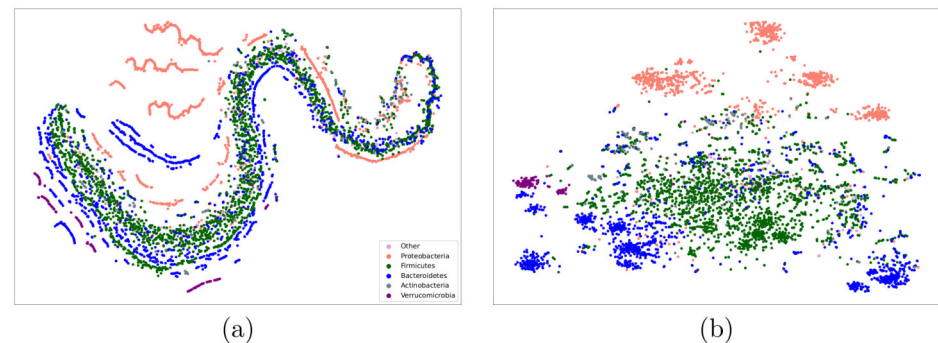 Other
Proteobacteria
Firmicutes
Bacteroidetes
Actinobacteria
Verrucomicrobia
(a)
(b)